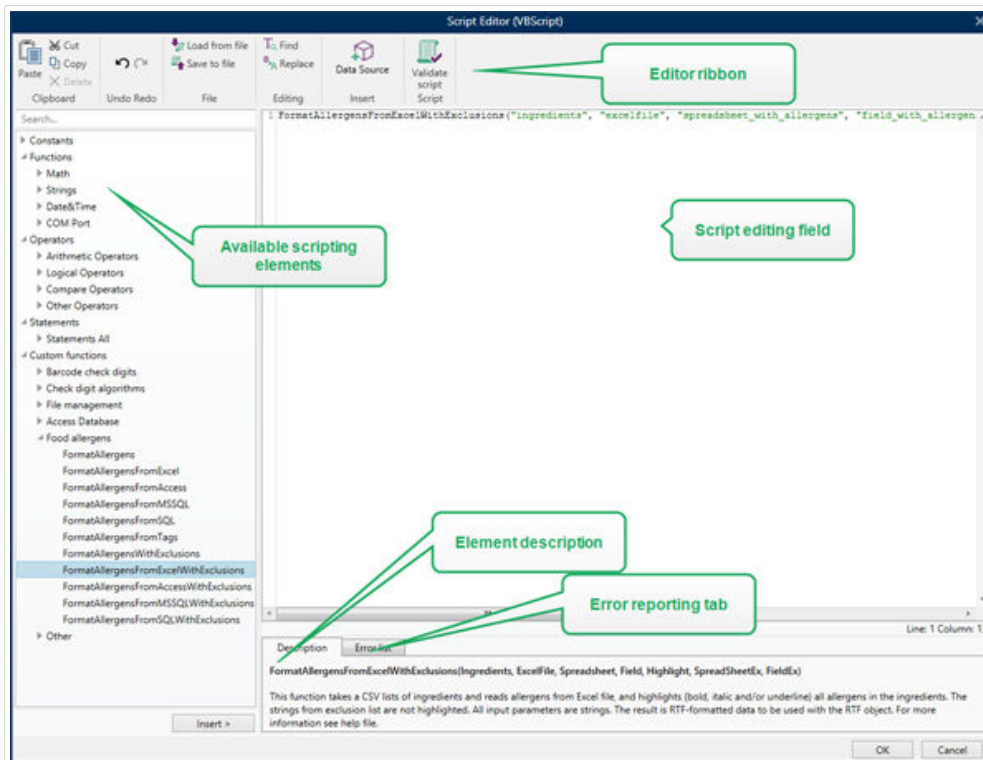 Script Editor (VBScript)
Paste
Cut
Copy
Delete
Clipboard
Undo Redo
Load from file
Save to file
File
Find
Replace
Editing
Data Source
Insert
Validate script
Script
Editor ribbon
Search...
Constants
Functions
Math
Strings
Date&Time
COM Port
Operators
Arithmetic Operators
Logical Operators
Compare Operators
Other Operators
Statements
Statements All
Custom functions
Barcode check digits
Check digit algorithms
File management
Access Database
Food allergens
FormatAllergens
FormatAllergensFromExcel
FormatAllergensFromAccess
FormatAllergensFromMSSQL
FormatAllergensFromSQL
FormatAllergensFromTags
FormatAllergensWithExclusions
FormatAllergensFromExcelWithExclusions
FormatAllergensFromAccessWithExclusions
FormatAllergensFromMSSQLWithExclusions
FormatAllergensFromSQLWithExclusions
Other
Insert >
Available scripting
elements
1 FormatAllergensFromExcelWithExclusions("ingredients", "excelfile", "spreadsheet_with_allergens", "field_with_allergen
Script editing field
Element description
Error reporting tab
Line: 1 Column: 1
Description
Error list
FormatAllergensFromExcelWithExclusions(Ingredients, ExcelFile, Spreadsheet, Field, Highlight, SpreadSheetEx, FieldEx)
This function takes a CSV lists of ingredients and reads allergens from Excel file, and highlights (bold, italic and/or underline) all allergens in the ingredients. The
strings from exclusion list are not highlighted. All input parameters are strings. The result is RTF-formatted data to be used with the RTF object. For more
information see help file.
OK
Cancel